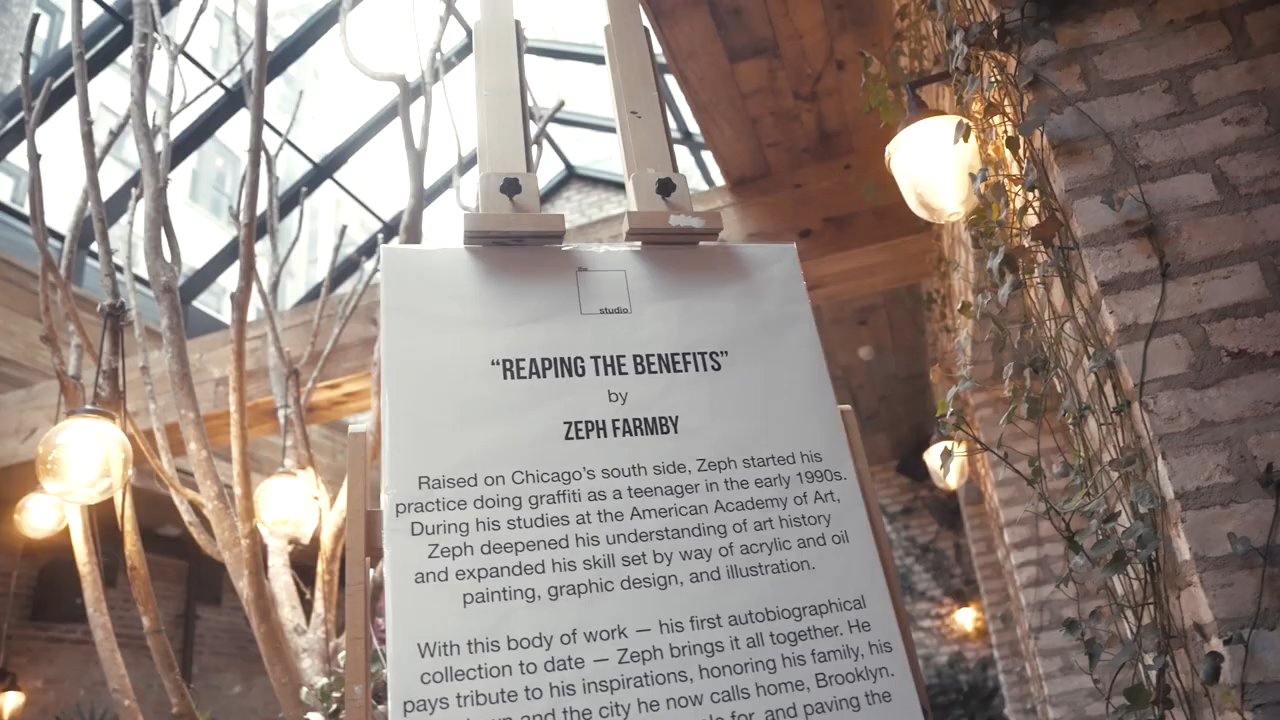 the
studio
“REAPING THE BENEFITS”
by
ZEPH FARMBY
Raised on Chicago’s south side, Zeph started his
practice doing graffiti as a teenager in the early 1990s.
During his studies at the American Academy of Art,
Zeph deepened his understanding of art history
and expanded his skill set by way of acrylic and oil
painting, graphic design, and illustration.
With this body of work — his first autobiographical
collection to date — Zeph brings it all together. He
pays tribute to his inspirations, honoring his family, his
and the city he now calls home, Brooklyn.
for, and paving the